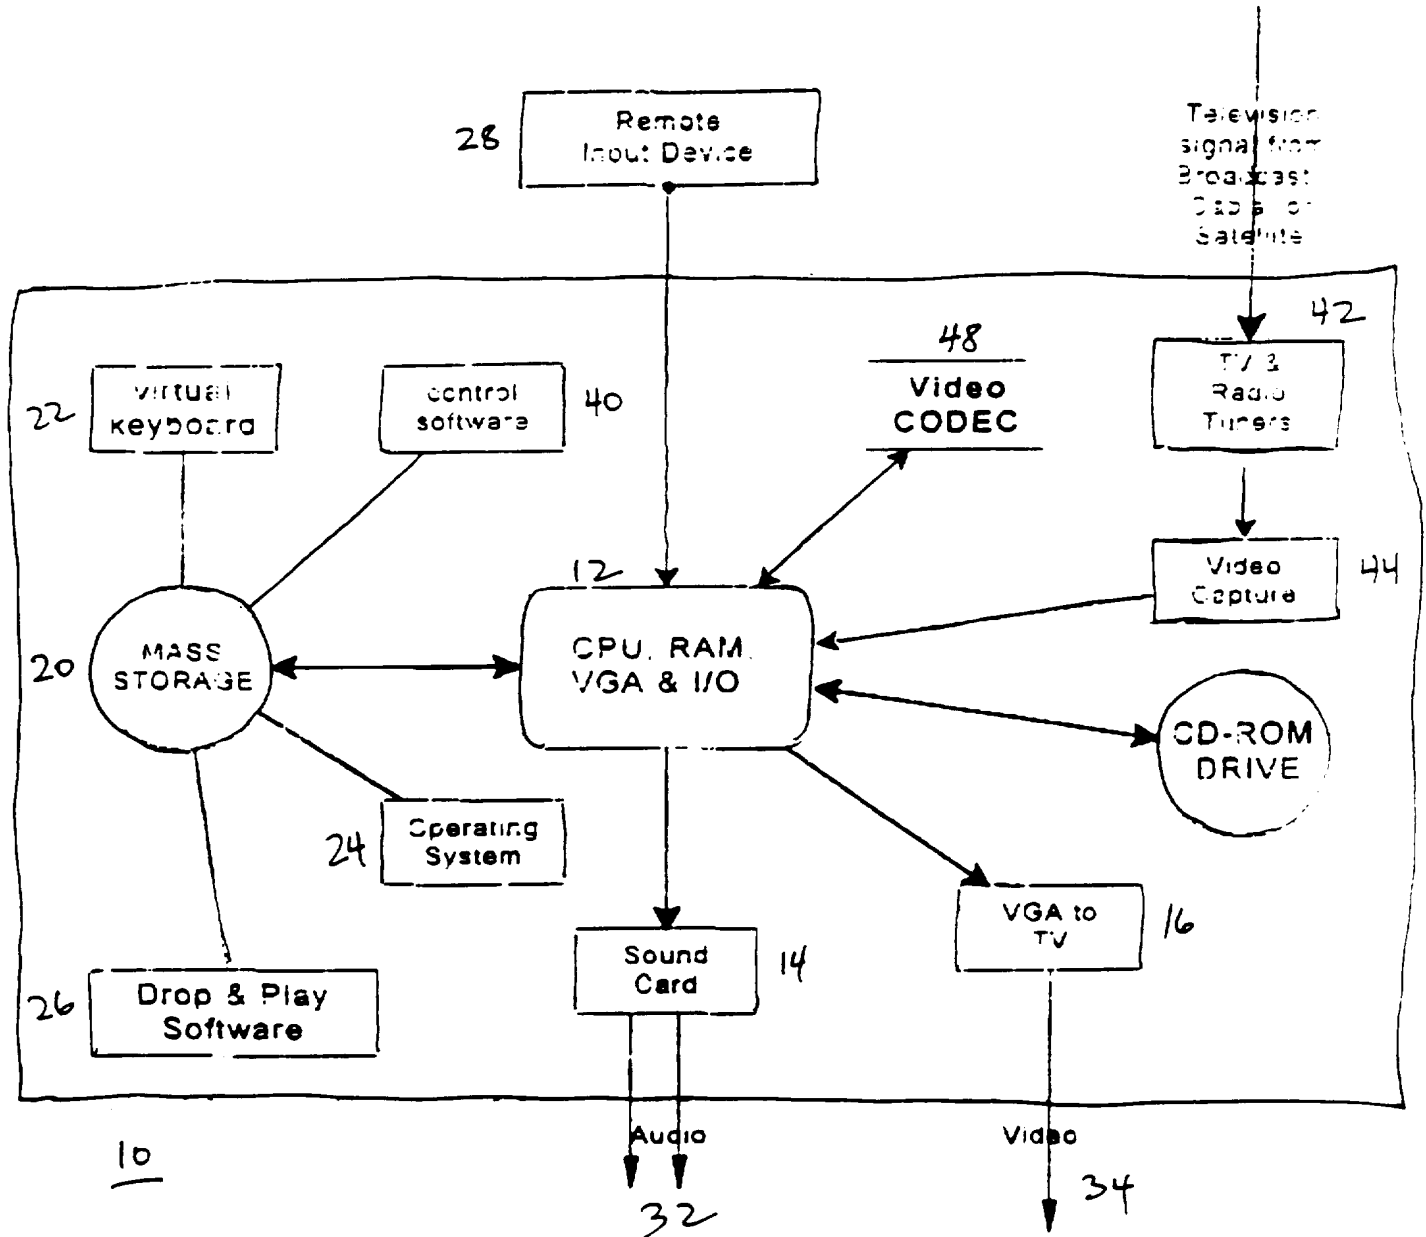 28
Remote
Input Device
Television
signal from
Broadcast
Cable or
Satellite
42
22
virtual
keyboard
control
software
40
48
Video
CODEC
TV &
Radio
Tuners
12
Video
Capture
44
20
MASS
STORAGE
CPU, RAM,
VGA & I/O
CD-ROM
DRIVE
24
Operating
System
VGA to
TV
16
26
Drop & Play
Software
Sound
Card
14
Audio
Video
10
32
34